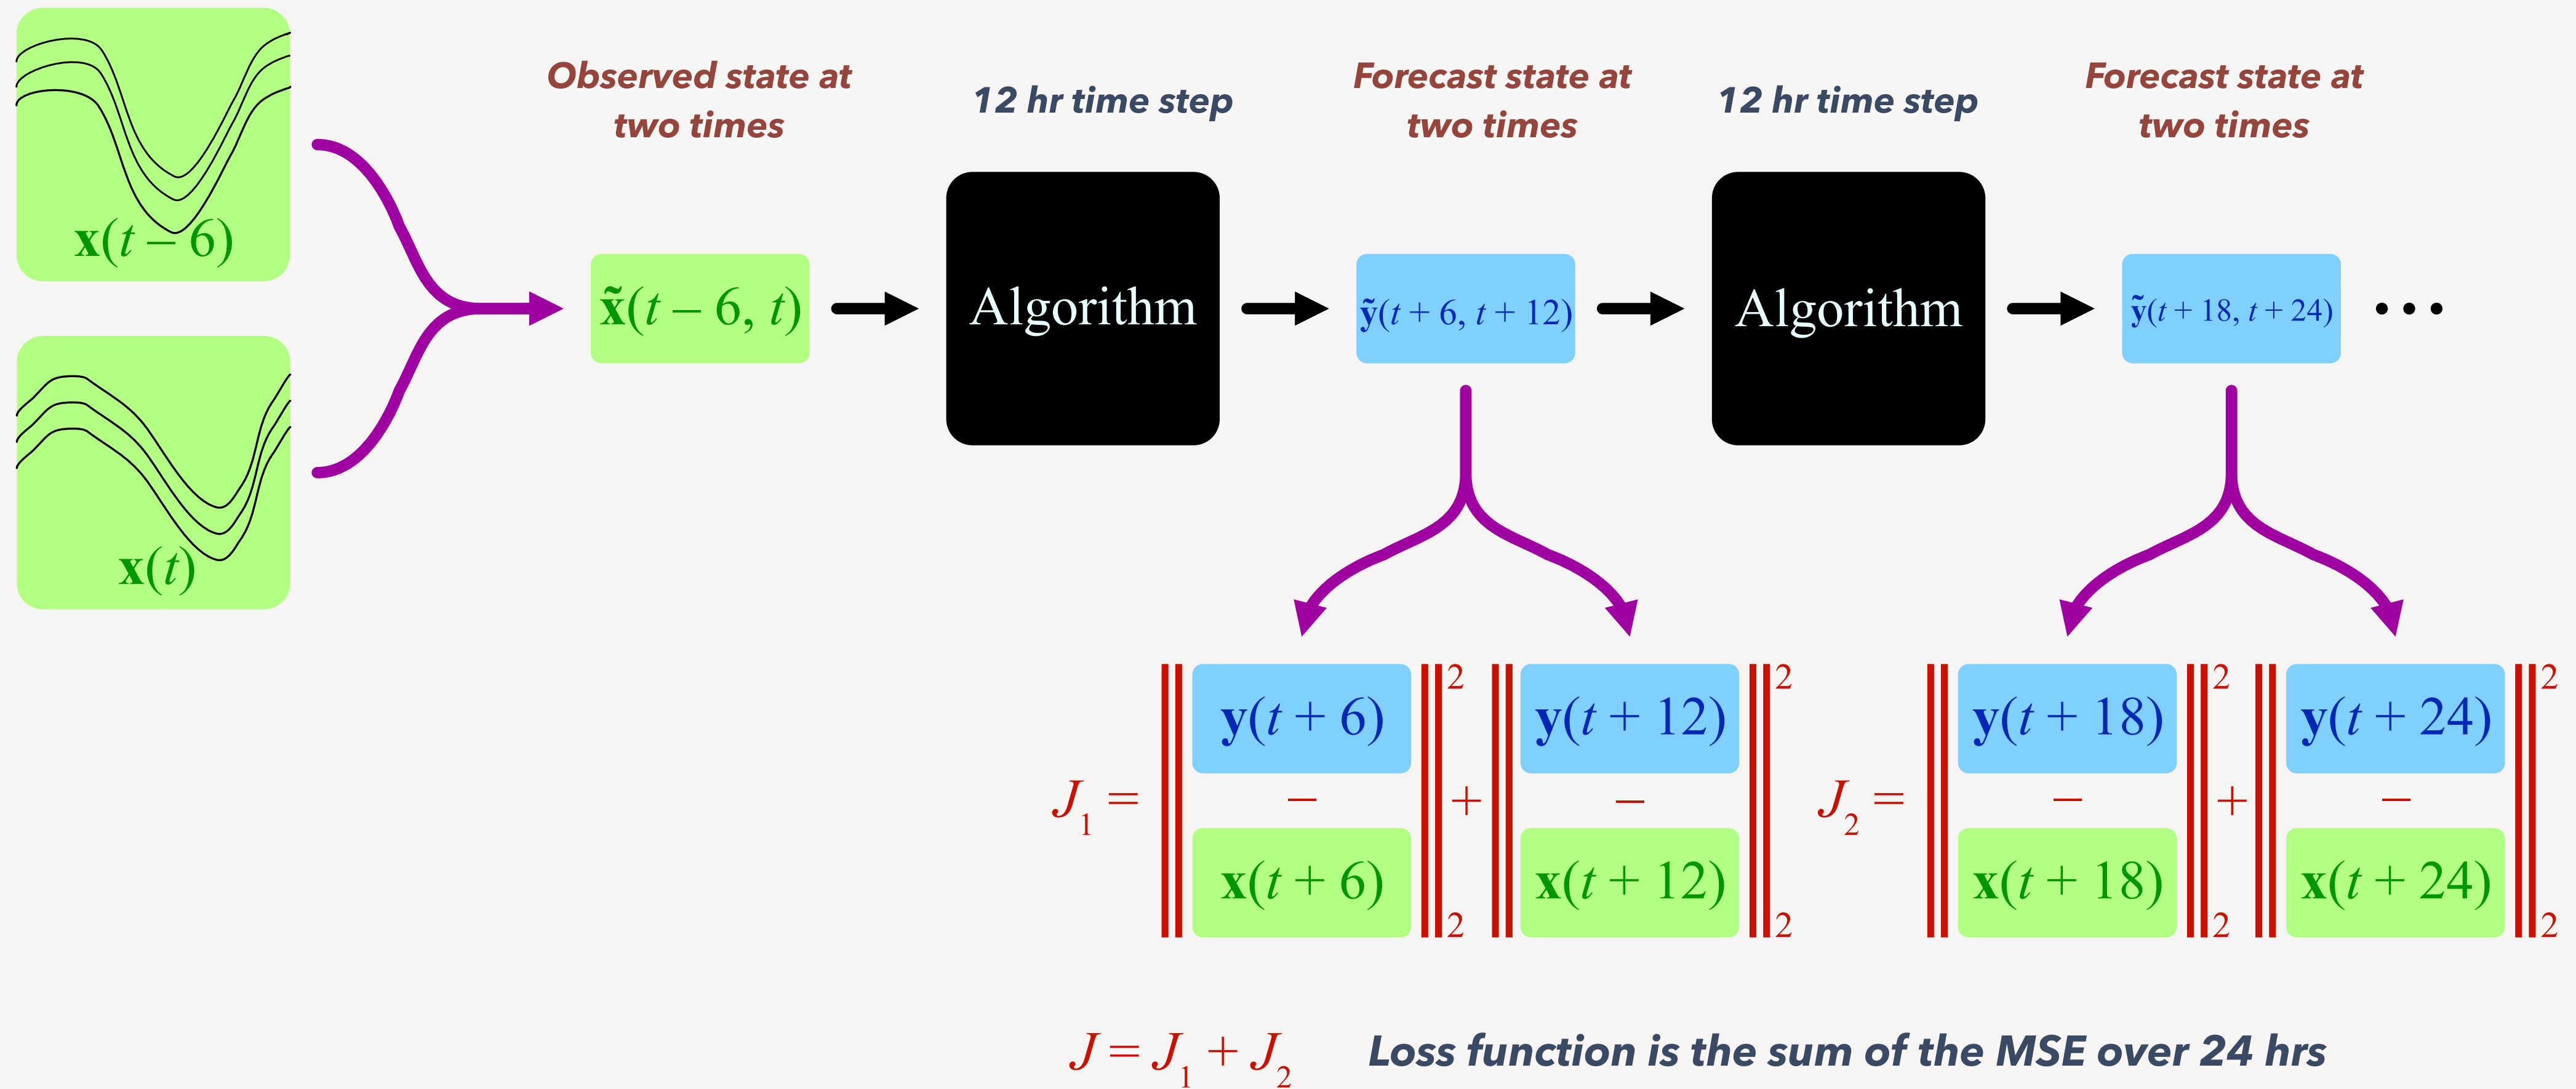 x(t − 6)
x(t)
Observed state at
two times
x̃(t − 6, t)
12 hr time step
Algorithm
Forecast state at
two times
ỹ(t + 6, t + 12)
12 hr time step
Algorithm
Forecast state at
two times
ỹ(t + 18, t + 24)
...
J₁ = ‖ y(t + 6) − x(t + 6) ‖₂² + ‖ y(t + 12) − x(t + 12) ‖₂²
J₂ = ‖ y(t + 18) − x(t + 18) ‖₂² + ‖ y(t + 24) − x(t + 24) ‖₂²
J = J₁ + J₂
Loss function is the sum of the MSE over 24 hrs